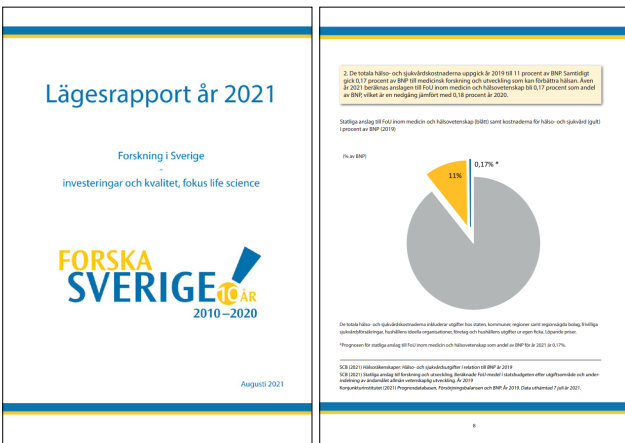 Lägesrapport år 2021
Forskning i Sverige
-
investeringar och kvalitet, fokus life science
FORSKA
SVERIGE!
10 ÅR
2010–2020
Augusti 2021
2. De totala hälso- och sjukvårdskostnaderna uppgick år 2019 till 11 procent av BNP. Samtidigt
gick 0,17 procent av BNP till medicinsk forskning och utveckling som kan förbättra hälsan. Även
år 2021 beräknas anslagen till FoU inom medicin och hälsovetenskap bli 0,17 procent som andel
av BNP, vilket är en nedgång jämfört med 0,18 procent år 2020.
Statliga anslag till FoU inom medicin och hälsovetenskap (blått) samt kostnaderna för hälso- och sjukvård (gult)
i procent av BNP (2019)
(% av BNP)
0,17% *
11%
De totala hälso- och sjukvårdskostnaderna inkluderar utgifter hos staten, kommuner, regioner samt regionsägda bolag, frivilliga
sjukvårdsförsäkringar, hushållens ideella organisationer, företag och hushållens utgifter ur egen ficka. Löpande priser.
*Prognosen för statliga anslag till FoU inom medicin och hälsovetenskap som andel av BNP för år 2021 är 0,17%.
SCB (2021) Hälsoräkenskaper: Hälso- och sjukvårdsutgifter i relation till BNP år 2019
SCB (2021) Statliga anslag till forskning och utveckling. Beräknade FoU-medel i statsbudgeten efter utgiftsområde och under-
indelning av ändamålet allmän vetenskaplig utveckling. År 2019
Konjunkturinstitutet (2021) Prognosdatabasen, Försörjningsbalansen och BNP. År 2019. Data uthämtad 7 juli år 2021.
8